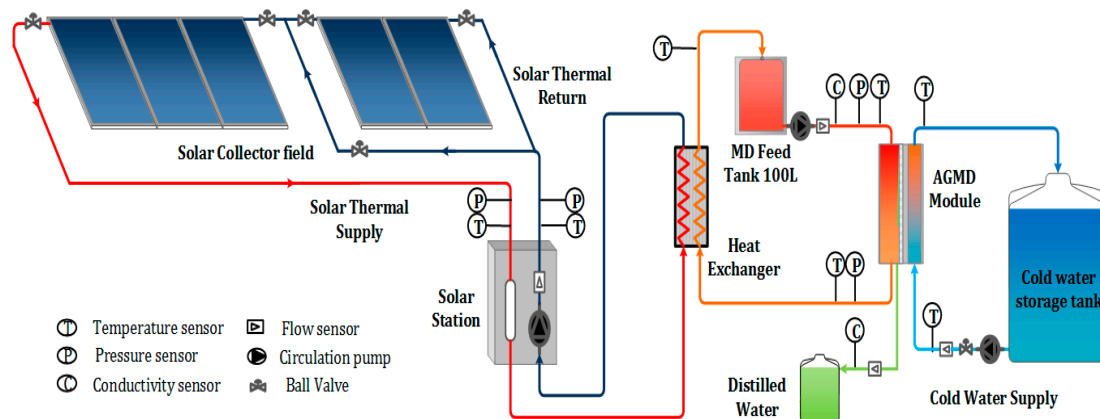 T
C
P
T
T
Solar Thermal
Return
MD Feed
Tank 100L
AGMD
Module
Solar Collector field
Solar Thermal
Supply
P
T
P
T
Heat
Exchanger
T
P
Cold water
storage tank
Solar
Station
T
Temperature sensor
Flow sensor
P
Pressure sensor
Circulation pump
C
Conductivity sensor
Ball Valve
C
T
Distilled
Water
Cold Water Supply